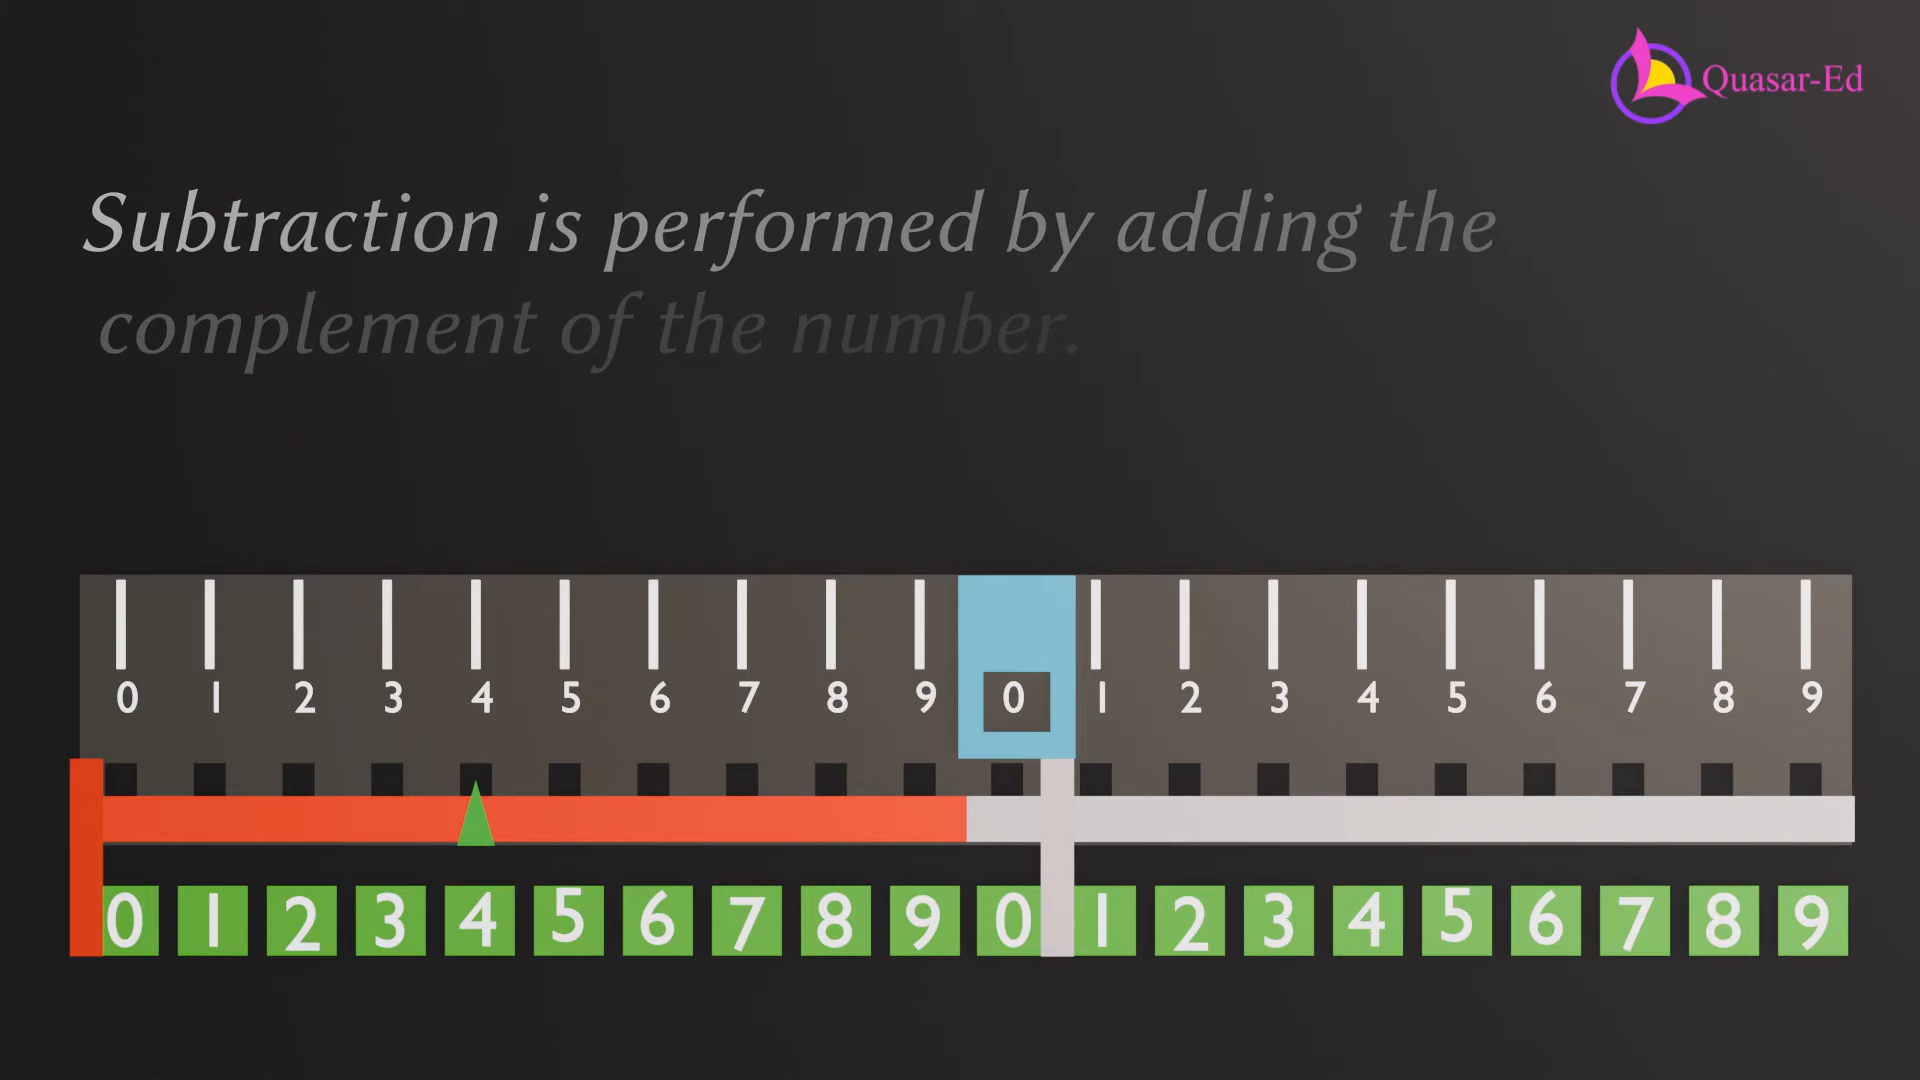 Quasar-Ed
Subtraction is performed by adding the
complement of the number.
0 1 2 3 4 5 6 7 8 9 0 1 2 3 4 5 6 7 8 9
0 1 2 3 4 5 6 7 8 9 0 1 2 3 4 5 6 7 8 9